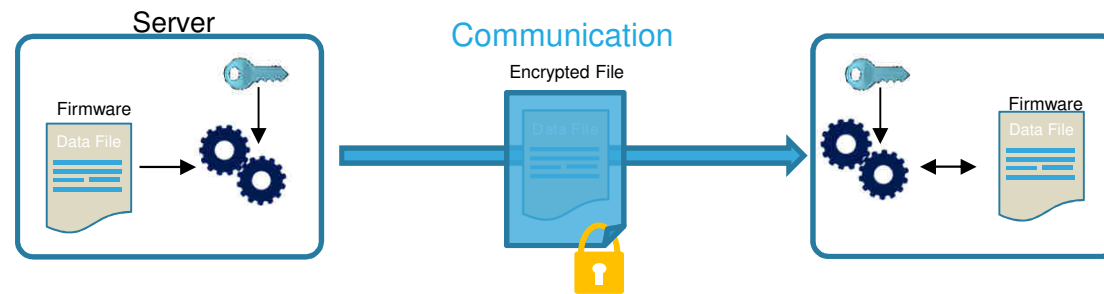 Server
Communication
Encrypted File
Firmware
Data File
Data File
Firmware
Data File